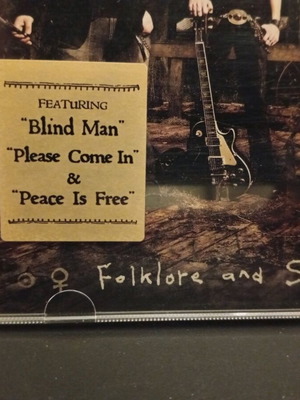 FEATURING
"Blind Man"
"Please Come In"
&
"Peace Is Free"
Folklore and S